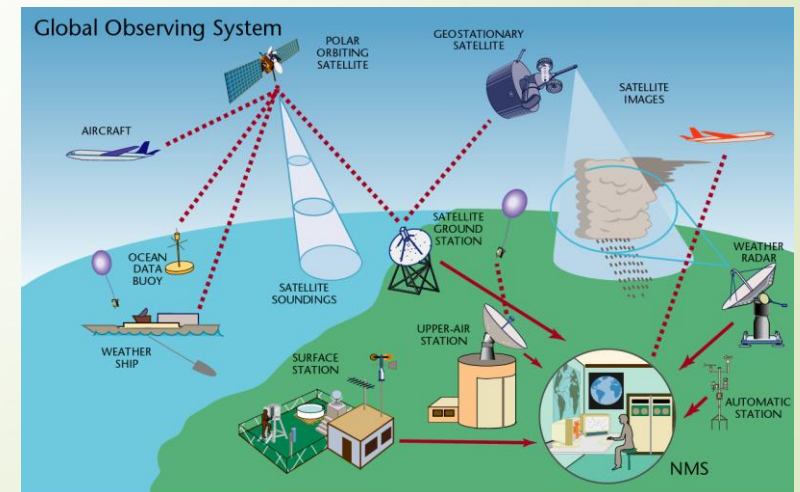 Global Observing System
POLAR
ORBITING
SATELLITE
GEOSTATIONARY
SATELLITE
SATELLITE
IMAGES
AIRCRAFT
OCEAN
DATA
BUOY
SATELLITE
SOUNDINGS
SATELLITE
GROUND
STATION
WEATHER
RADAR
WEATHER
SHIP
UPPER-AIR
STATION
SURFACE
STATION
AUTOMATIC
STATION
NMS